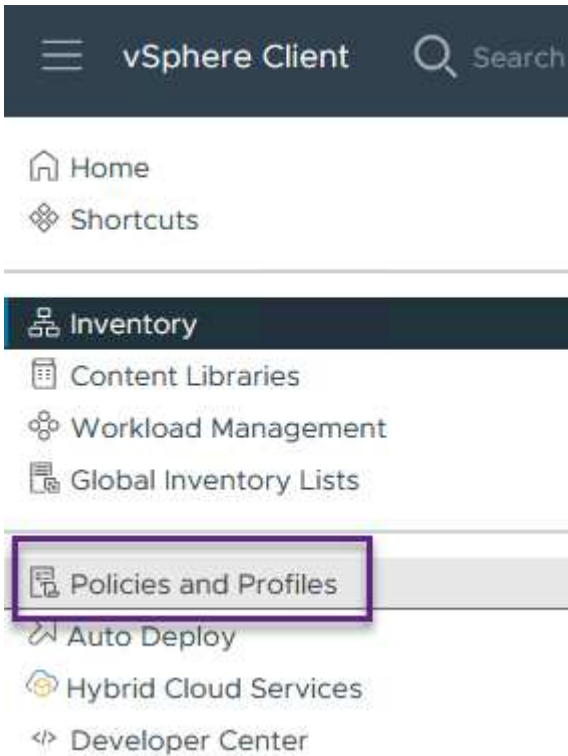 vSphere Client Search
Home
Shortcuts
Inventory
Content Libraries
Workload Management
Global Inventory Lists
Policies and Profiles
Auto Deploy
Hybrid Cloud Services
Developer Center